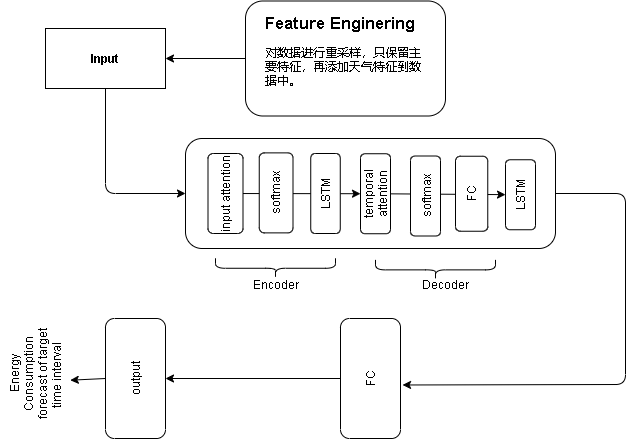 Feature Enginering
对数据进行重采样，只保留主
要特征，再添加天气特征到数
据中。
Input
input attention
softmax
LSTM
temporal
attention
softmax
FC
LSTM
Encoder
Decoder
Energy
Consumption
forecast of target
time interval
output
FC